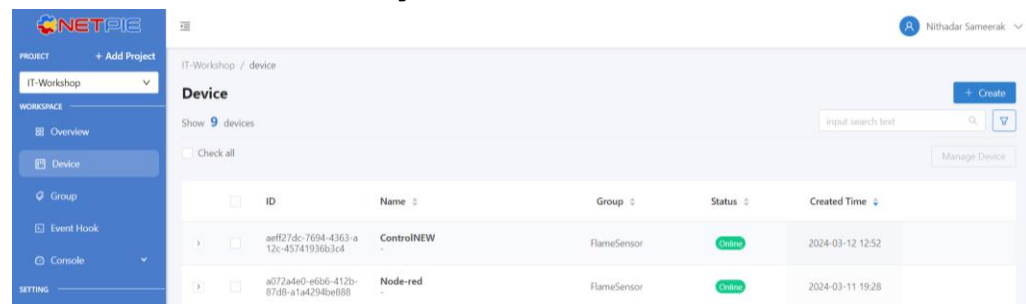 NETPIE
Nithadar Sameerak
PROJECT + Add Project
IT-Workshop
WORKSPACE
Overview
Device
Group
Event Hook
Console
SETTING
IT-Workshop / device
Device
+ Create
Show 9 devices
input search text
Check all
Manage Device
ID Name Group Status Created Time
aeff27dc-7694-4363-a
12c-45741936b3c4
ControlNEW
-
FlameSensor Online 2024-03-12 12:52
a072a4e0-e6b6-412b-
87d8-a1a4294be888
Node-red
-
FlameSensor Online 2024-03-11 19:28